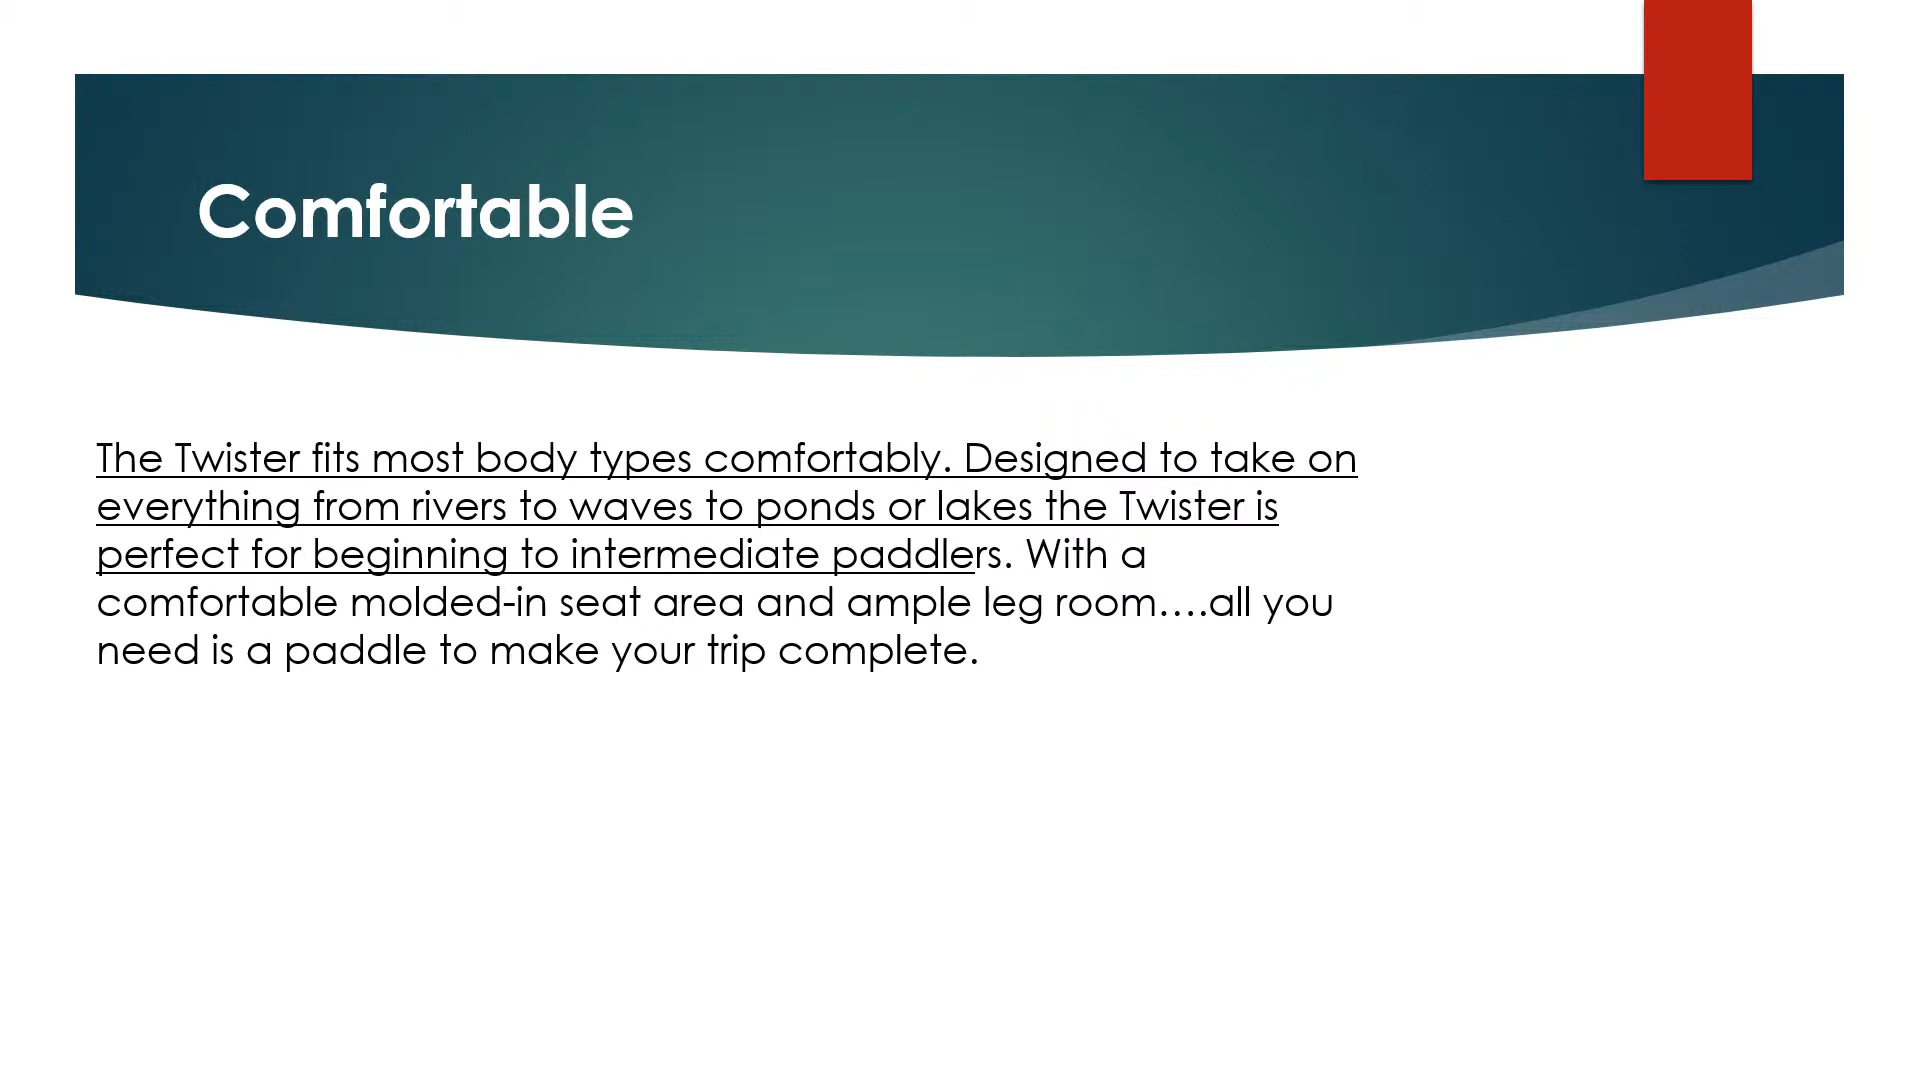 Comfortable
The Twister fits most body types comfortably. Designed to take on
everything from rivers to waves to ponds or lakes the Twister is
perfect for beginning to intermediate paddlers. With a
comfortable molded-in seat area and ample leg room….all you
need is a paddle to make your trip complete.